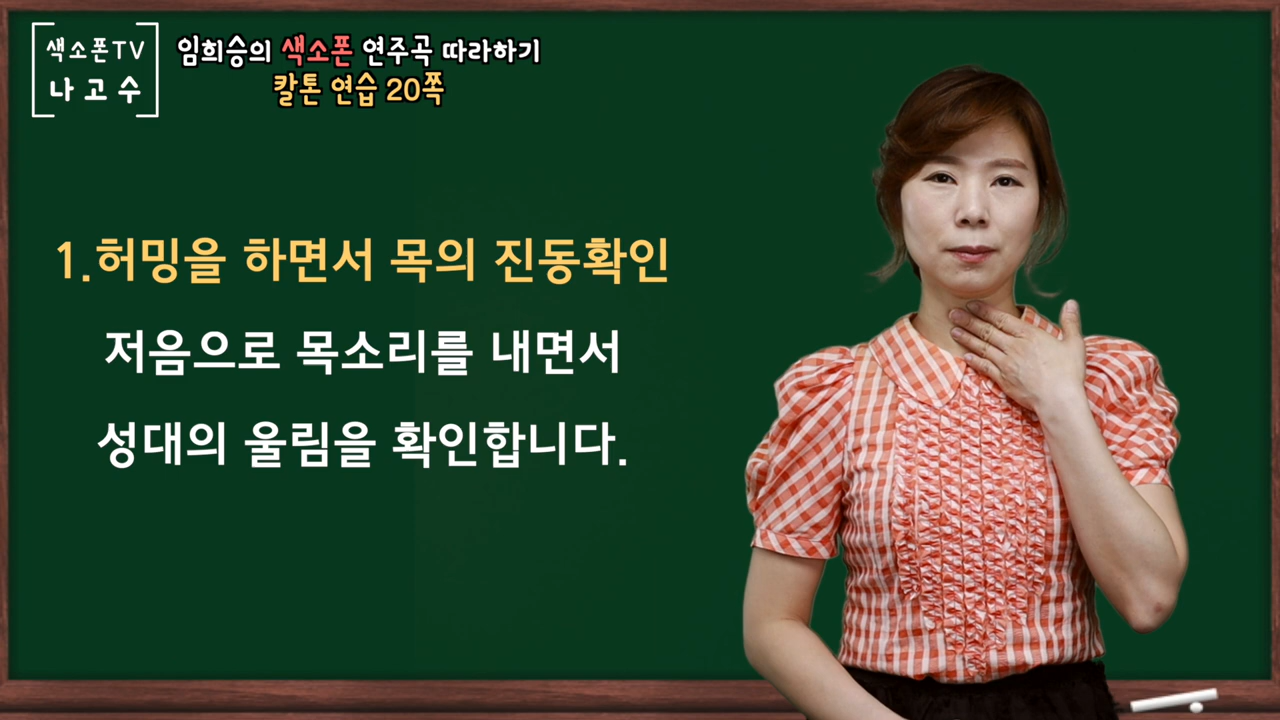 색소폰TV
나고수
임희승의 색소폰 연주곡 따라하기
칼톤 연습 20쪽
1.허밍을 하면서 목의 진동확인
저음으로 목소리를 내면서
성대의 울림을 확인합니다.